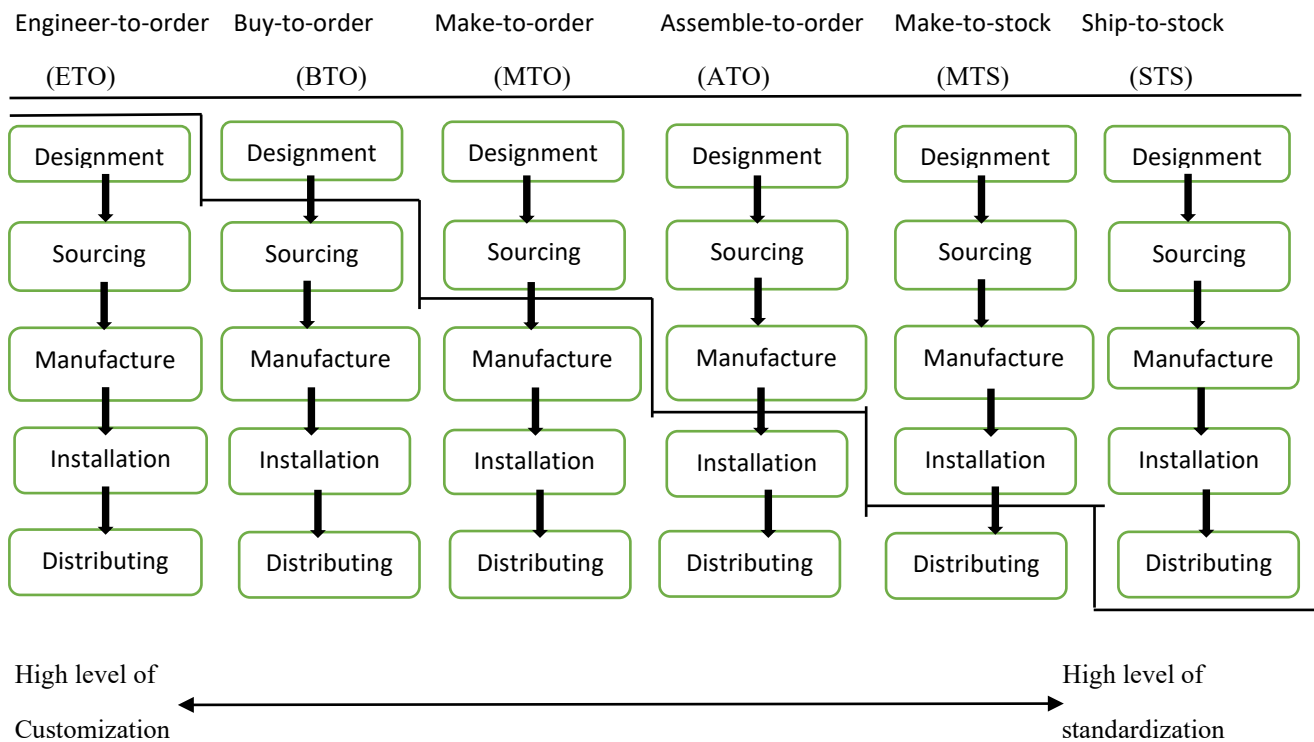 Engineer-to-order Buy-to-order Make-to-order Assemble-to-order Make-to-stock Ship-to-stock
(ETO) (BTO) (MTO) (ATO) (MTS) (STS)
Designment Designment Designment Designment Designment Designment
Sourcing Sourcing Sourcing Sourcing Sourcing Sourcing
Manufacture Manufacture Manufacture Manufacture Manufacture Manufacture
Installation Installation Installation Installation Installation Installation
Distributing Distributing Distributing Distributing Distributing Distributing
High level of High level of
Customization standardization